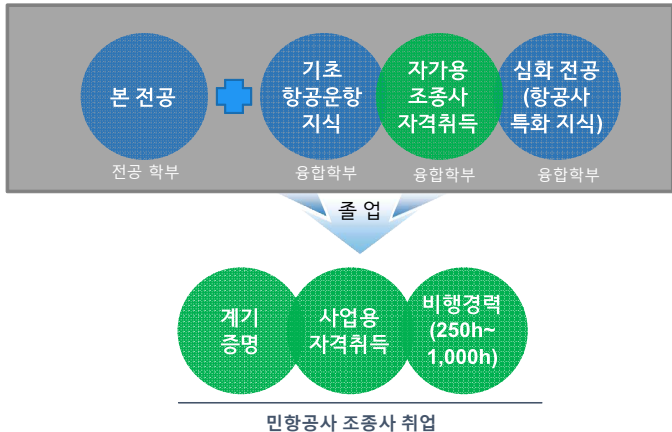 본 전공
기초
항공운항
지식
자가용
조종사
자격취득
심화 전공
(항공사
특화 지식)
전공 학부
융합학부
융합학부
융합학부
졸 업
계기
증명
사업용
자격취득
비행경력
(250h~
1,000h)
민항공사 조종사 취업